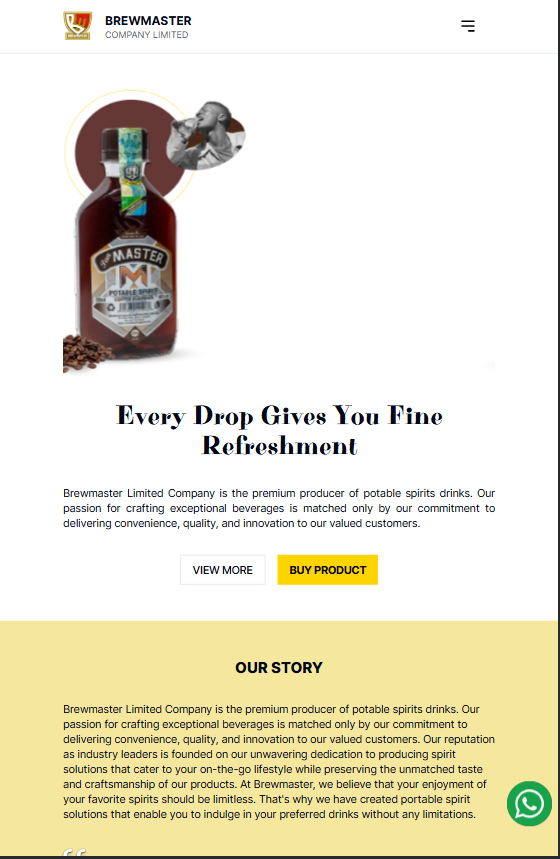 BREWMASTER
COMPANY LIMITED
MASTER
POTABLE SPIRIT
Every Drop Gives You Fine
Refreshment
Brewmaster Limited Company is the premium producer of potable spirits drinks. Our
passion for crafting exceptional beverages is matched only by our commitment to
delivering convenience, quality, and innovation to our valued customers.
VIEW MORE
BUY PRODUCT
OUR STORY
Brewmaster Limited Company is the premium producer of potable spirits drinks. Our
passion for crafting exceptional beverages is matched only by our commitment to
delivering convenience, quality, and innovation to our valued customers. Our reputation
as industry leaders is founded on our unwavering dedication to producing spirit
solutions that cater to your on-the-go lifestyle while preserving the unmatched taste
and craftsmanship of our products. At Brewmaster, we believe that your enjoyment of
your favorite spirits should be limitless. That's why we have created portable spirit
solutions that enable you to indulge in your preferred drinks without any limitations.